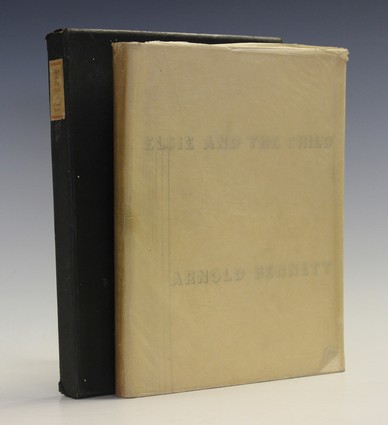 ELSIE AND THE CHILD
ARNOLD BENNETT